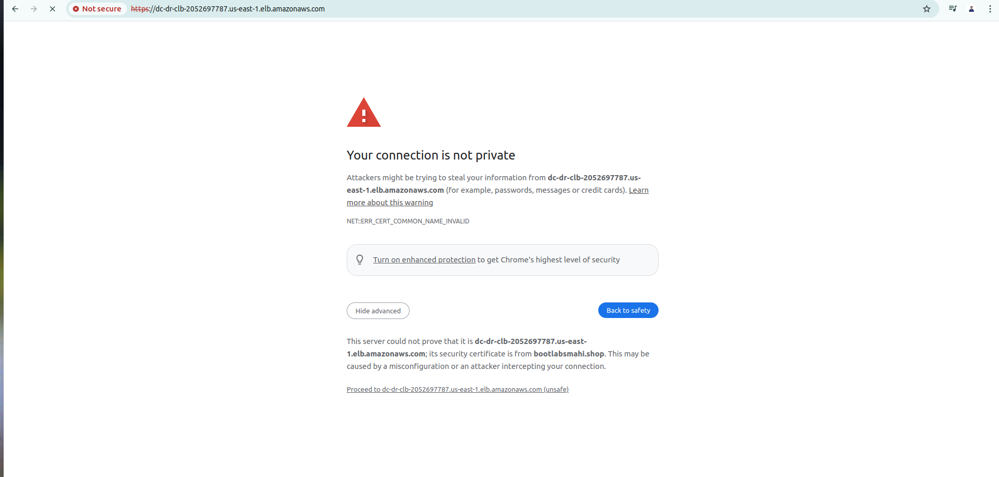 Not secure https://dc-dr-clb-2052697787.us-east-1.elb.amazonaws.com
Your connection is not private
Attackers might be trying to steal your information from dc-dr-clb-2052697787.us-
east-1.elb.amazonaws.com (for example, passwords, messages or credit cards). Learn
more about this warning
NET::ERR_CERT_COMMON_NAME_INVALID
Turn on enhanced protection to get Chrome's highest level of security
Hide advanced
Back to safety
This server could not prove that it is dc-dr-clb-2052697787.us-east-
1.elb.amazonaws.com; its security certificate is from bootlabsmahi.shop. This may be
caused by a misconfiguration or an attacker intercepting your connection.
Proceed to dc-dr-clb-2052697787.us-east-1.elb.amazonaws.com (unsafe)